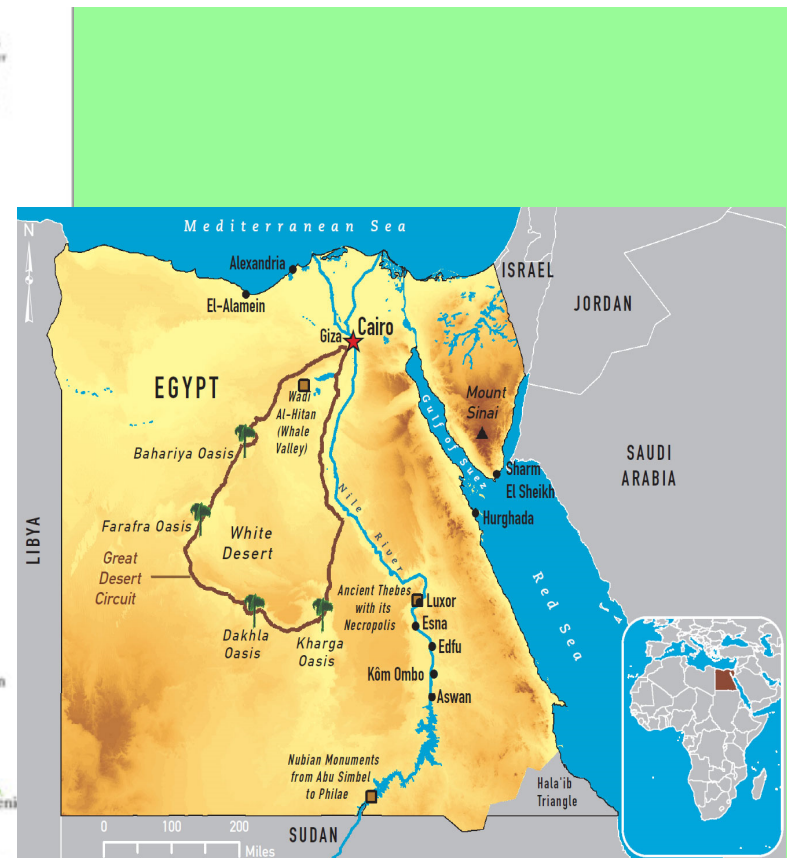 Mediterranean Sea
N
Alexandria
ISRAEL
El-Alamein
JORDAN
Giza
Cairo
EGYPT
Wadi
Al-Hitan
(Whale
Valley)
Mount
Sinai
Gulf of Suez
Bahariya Oasis
SAUDI
ARABIA
Sharm
El Sheikh
Nile River
Hurghada
Farafra Oasis
White
Desert
LIBYA
Great
Desert
Circuit
Red Sea
Ancient Thebes
with its
Necropolis
Luxor
Esna
Dakhla
Oasis
Kharga
Oasis
Edfu
Kôm Ombo
Aswan
Nubian Monuments
from Abu Simbel
to Philae
Hala'ib
Triangle
0 100 200
Miles
SUDAN